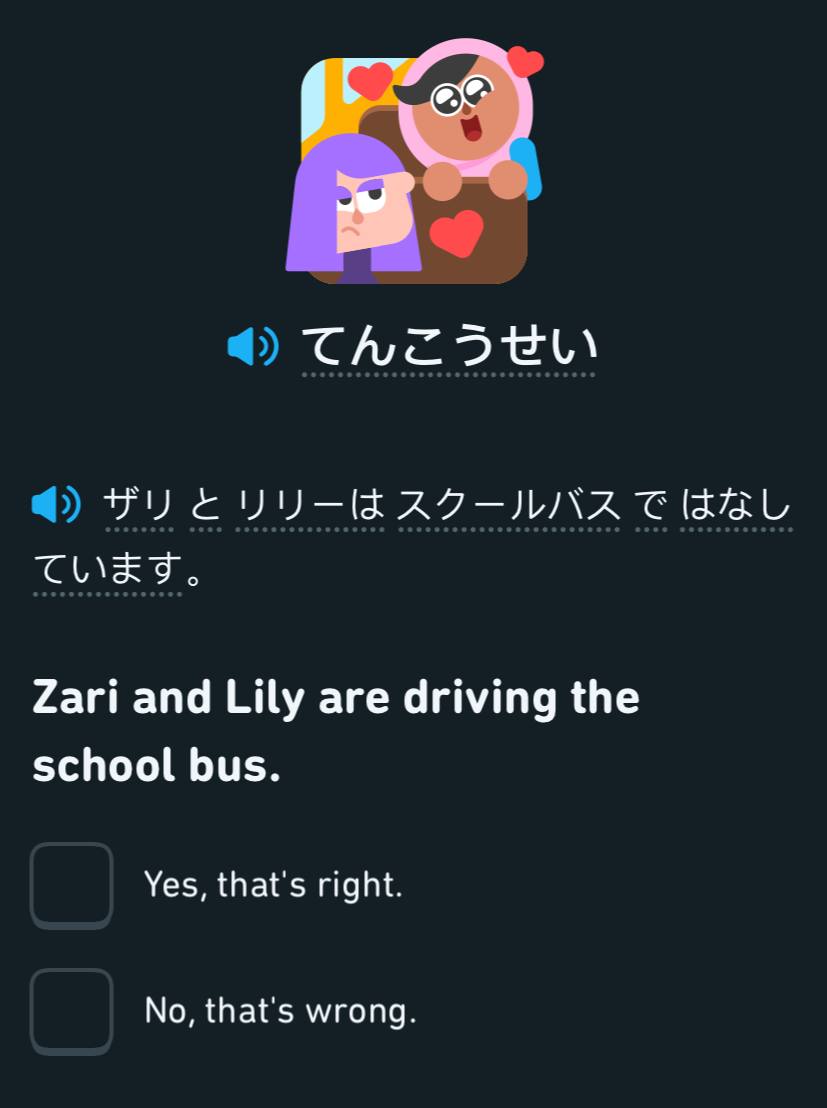 てんこうせい
ザリ と リリーは スクールバス で はなし
ています。
Zari and Lily are driving the
school bus.
Yes, that's right.
No, that's wrong.